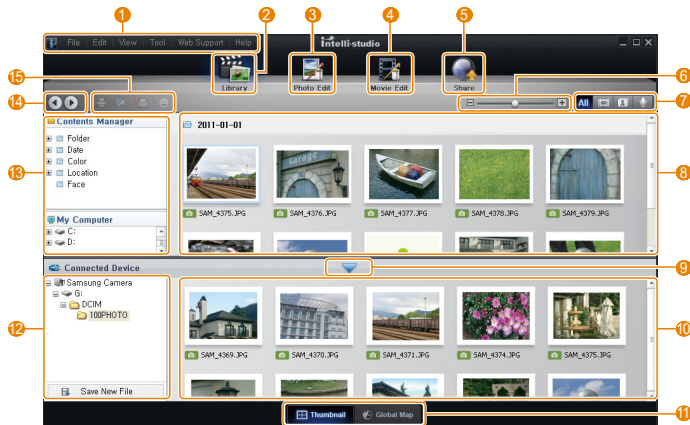 1
2
3
4
5
File Edit View Tool Web Support Help
intelli-studio
Library
Photo Edit
Movie Edit
Share
15
6
14
All
7
Contents Manager
2011-01-01
Folder
Date
Color
Location
Face
13
8
SAM_4375.JPG
SAM_4376.JPG
SAM_4377.JPG
SAM_4378.JPG
SAM_4379.JPG
My Computer
C:
D:
Connected Device
9
Samsung Camera
G:
DCIM
100PHOTO
12
10
SAM_4369.JPG
SAM_4370.JPG
SAM_4371.JPG
SAM_4374.JPG
SAM_4375.JPG
Save New File
Thumbnail
Global Map
11